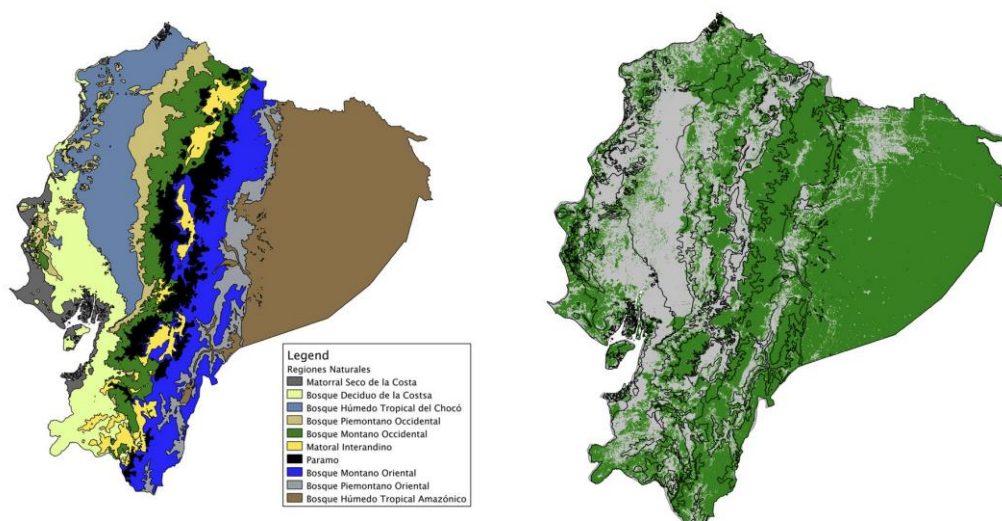 Legend
Regiones Naturales
Matorral Seco de la Costa
Bosque Deciduo de la Costsa
Bosque Húmedo Tropical del Chocó
Bosque Piemontano Occidental
Bosque Montano Occidental
Matoral Interandino
Paramo
Bosque Montano Oriental
Bosque Piemontano Oriental
Bosque Húmedo Tropical Amazónico